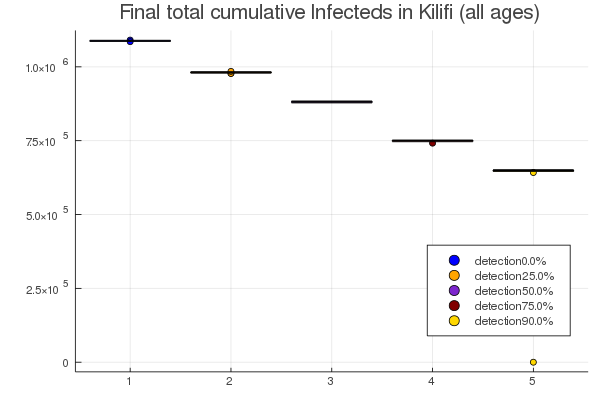 Final total cumulative Infecteds in Kilifi (all ages)
1.0×10 6
7.5×10 5
5.0×10 5
2.5×10 5
0
detection0.0%
detection25.0%
detection50.0%
detection75.0%
detection90.0%
1 2 3 4 5